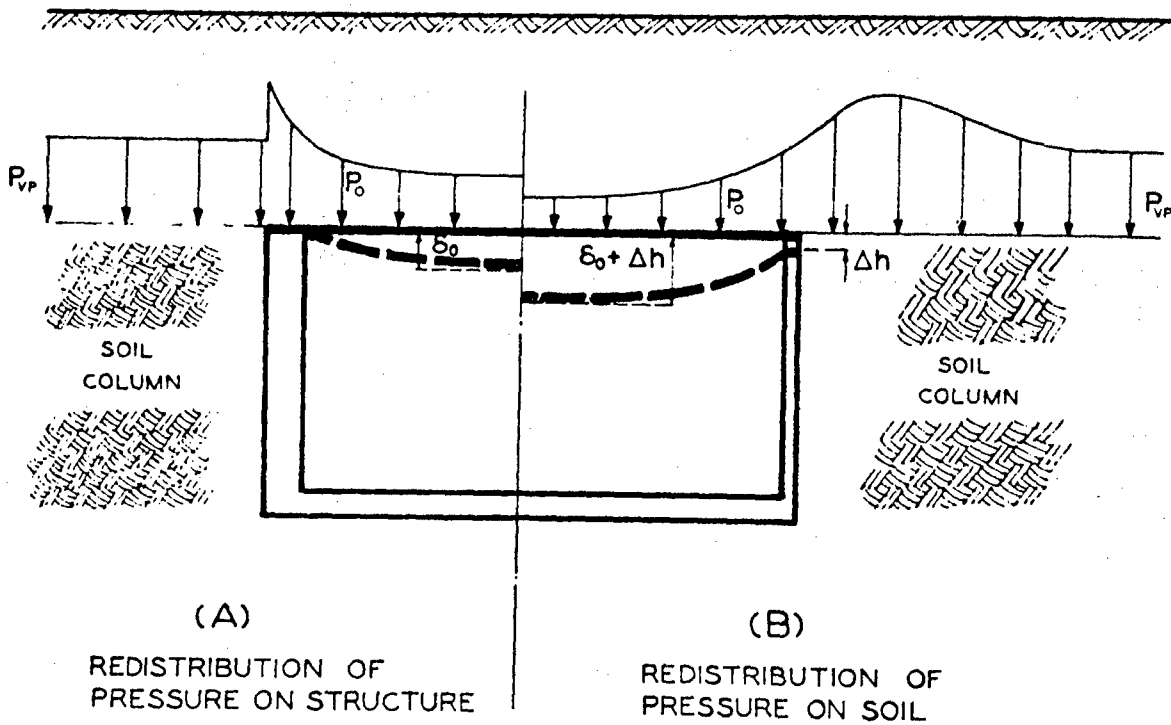 P_VP
P_o
P_o
P_VP
δ_o
δ_o + Δh
Δh
SOIL
COLUMN
SOIL
COLUMN
(A)
REDISTRIBUTION OF
PRESSURE ON STRUCTURE
(B)
REDISTRIBUTION OF
PRESSURE ON SOIL